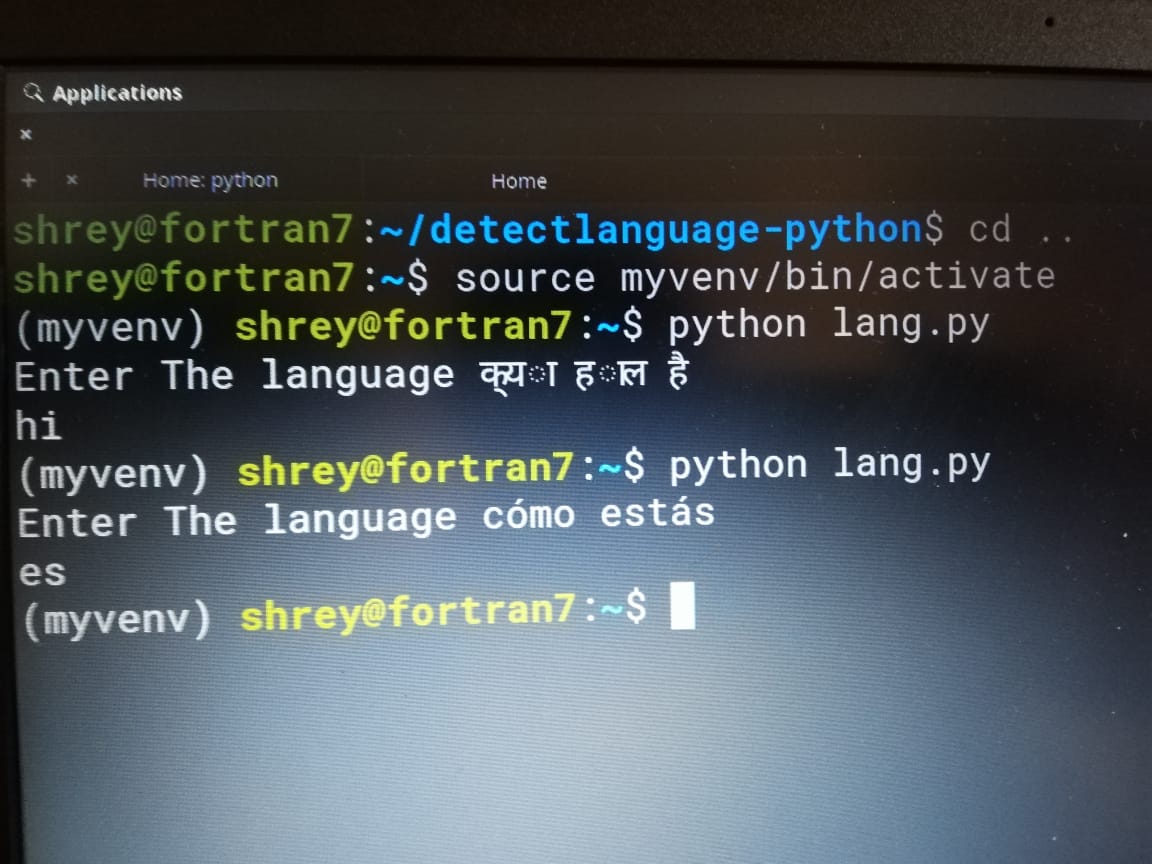 Applications
×
+ × Home: python Home
shrey@fortran7:~/detectlanguage-python$ cd ..
shrey@fortran7:~$ source myvenv/bin/activate
(myvenv) shrey@fortran7:~$ python lang.py
Enter The language क्या हाल है
hi
(myvenv) shrey@fortran7:~$ python lang.py
Enter The language cómo estás
es
(myvenv) shrey@fortran7:~$